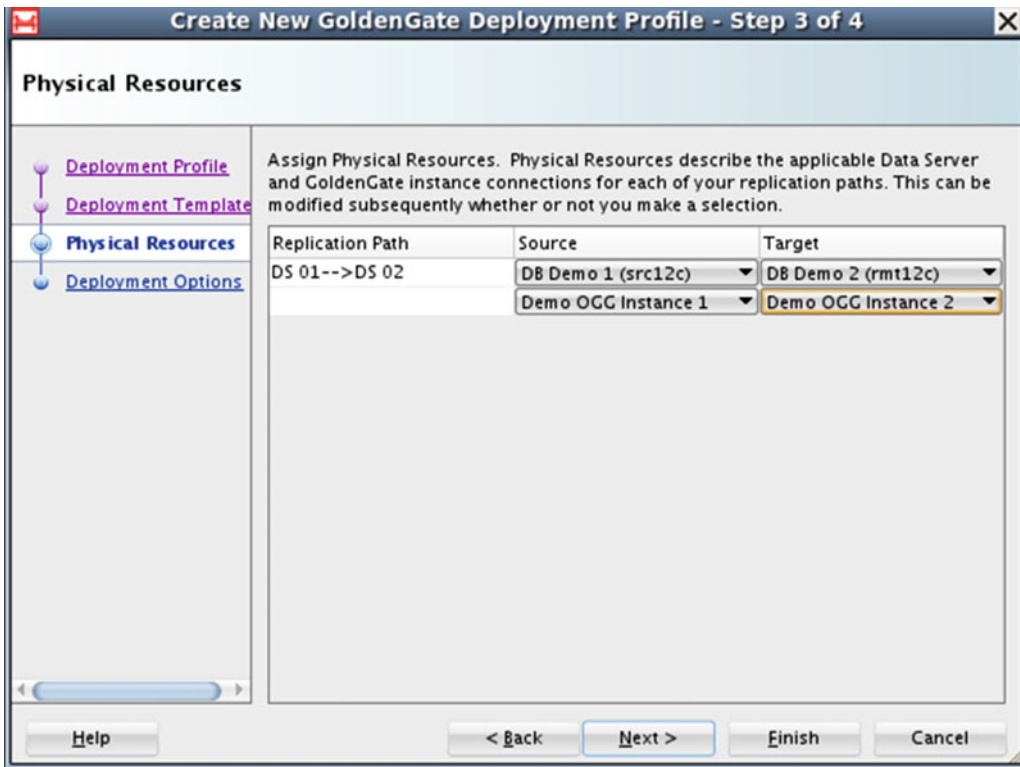 Create New GoldenGate Deployment Profile - Step 3 of 4
Physical Resources
Deployment Profile
Deployment Template
Physical Resources
Deployment Options
Assign Physical Resources. Physical Resources describe the applicable Data Server
and GoldenGate instance connections for each of your replication paths. This can be
modified subsequently whether or not you make a selection.
Replication Path Source Target
DS 01-->DS 02 DB Demo 1 (src12c) DB Demo 2 (rmt12c)
Demo OGG Instance 1 Demo OGG Instance 2
Help < Back Next > Finish Cancel